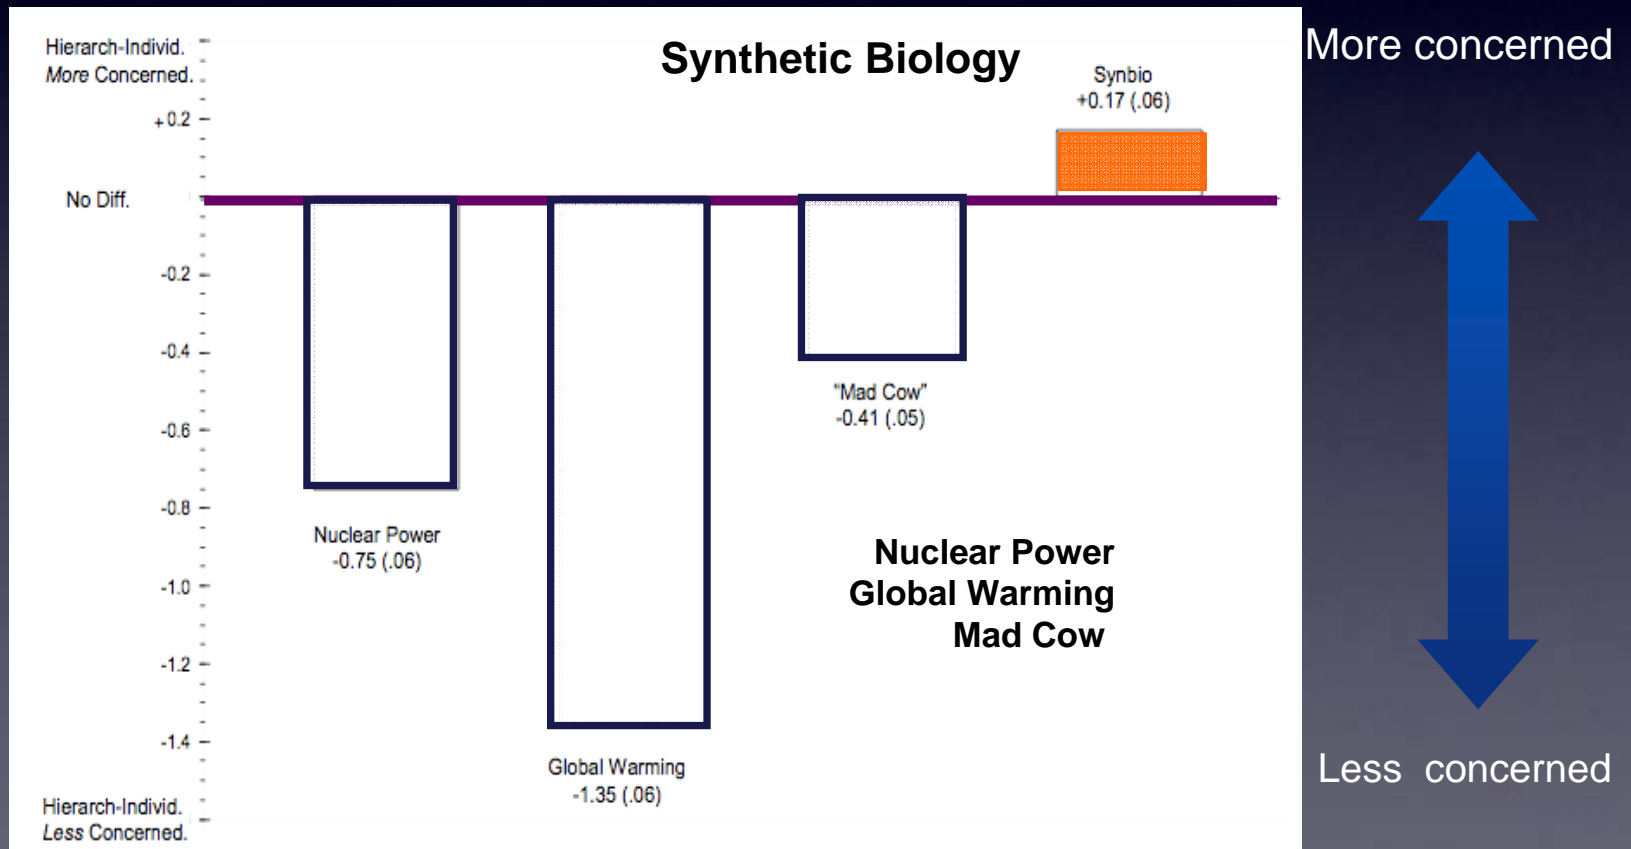 Hierarch-Individ.
More Concerned.
+0.2
No Diff.
-0.2
-0.4
-0.6
-0.8
-1.0
-1.2
-1.4
Hierarch-Individ.
Less Concerned.
Synthetic Biology
Synbio
+0.17 (.06)
"Mad Cow"
-0.41 (.05)
Nuclear Power
-0.75 (.06)
Global Warming
-1.35 (.06)
Nuclear Power
Global Warming
Mad Cow
More concerned
Less concerned